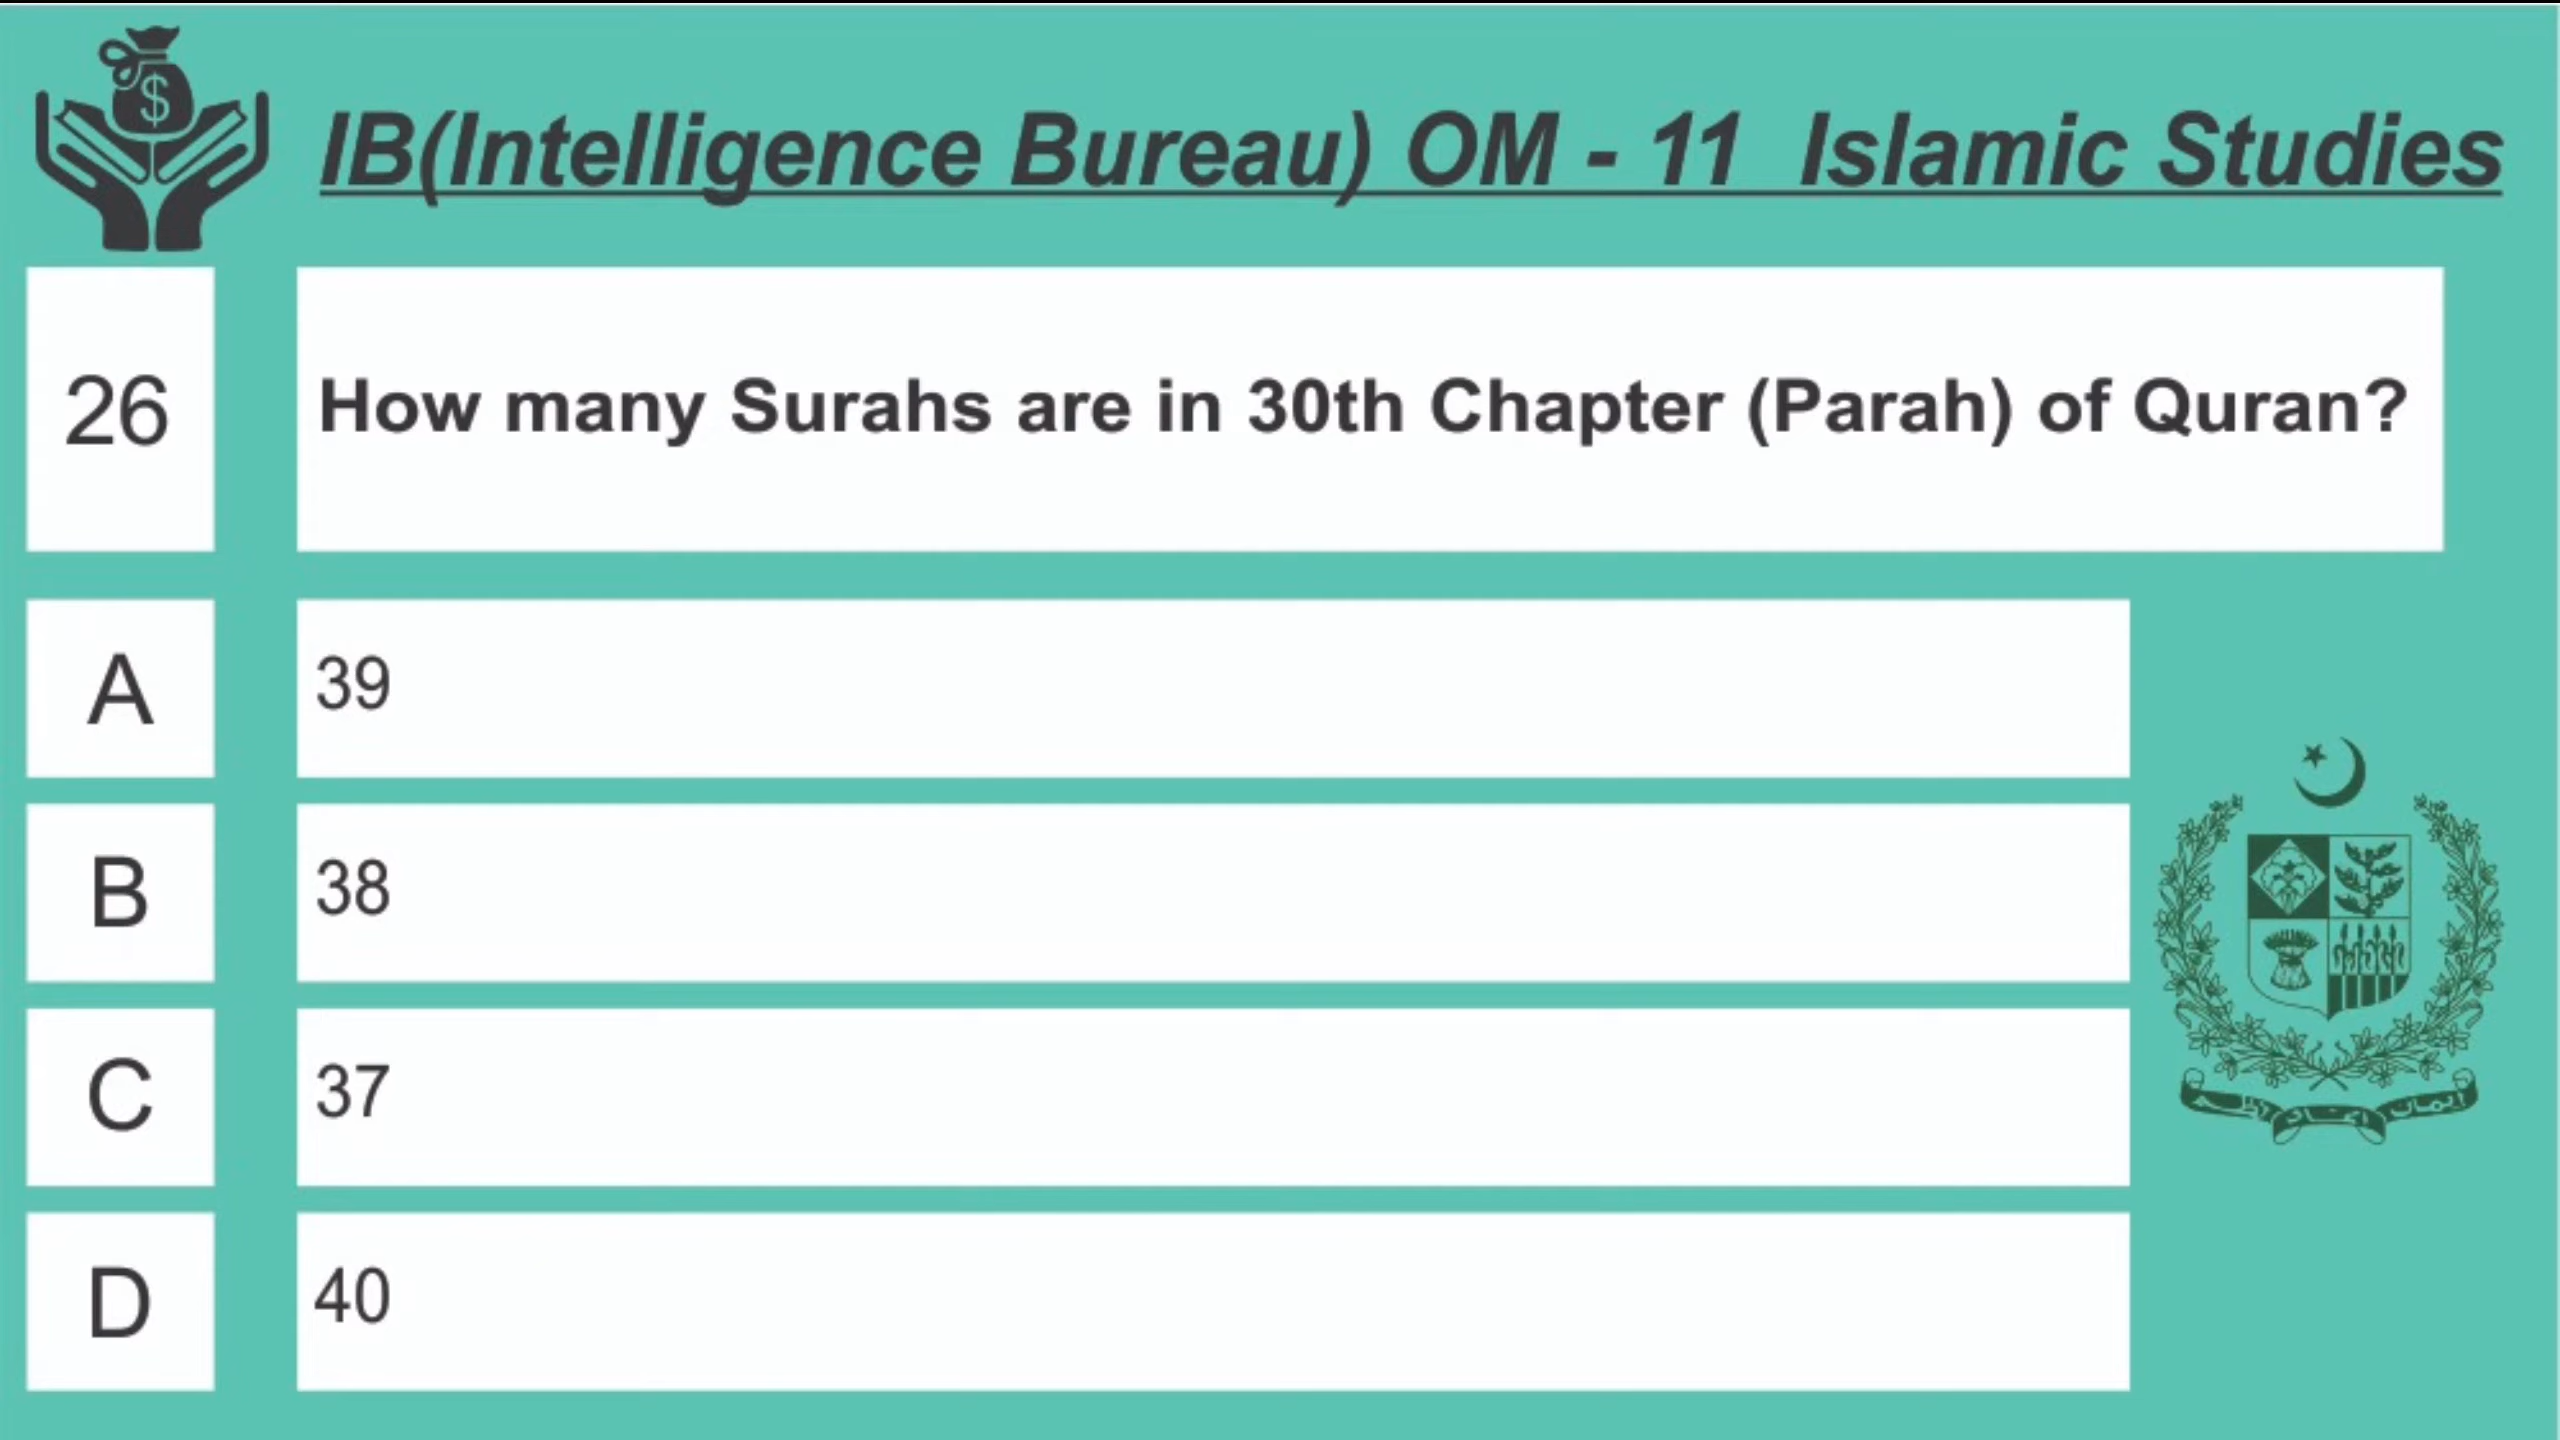 IB(Intelligence Bureau) OM - 11 Islamic Studies
26
How many Surahs are in 30th Chapter (Parah) of Quran?
A
39
B
38
C
37
D
40
$